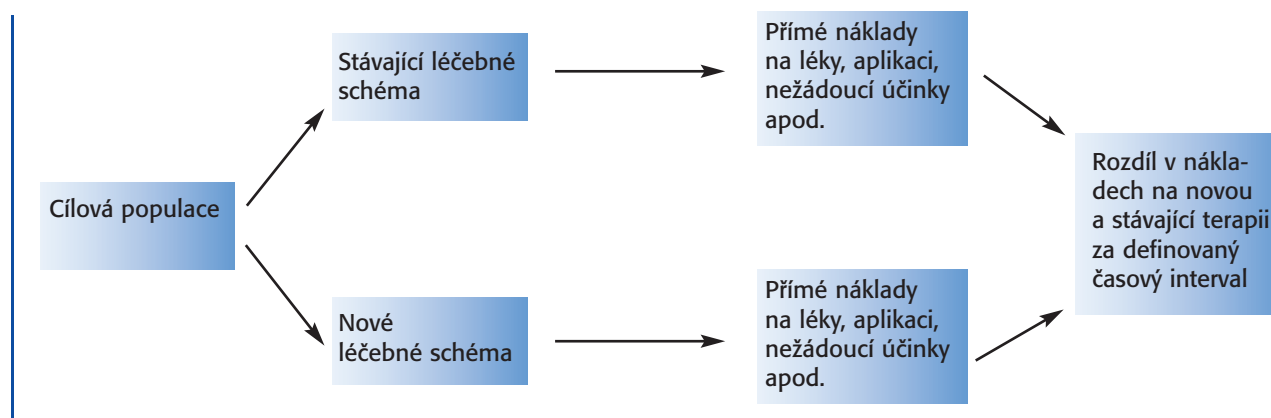 Cílová populace
Stávající léčebné
schéma
Přímé náklady
na léky, aplikaci,
nežádoucí účinky
apod.
Nové
léčebné schéma
Přímé náklady
na léky, aplikaci,
nežádoucí účinky
apod.
Rozdíl v nákla-
dech na novou
a stávající terapii
za definovaný
časový interval